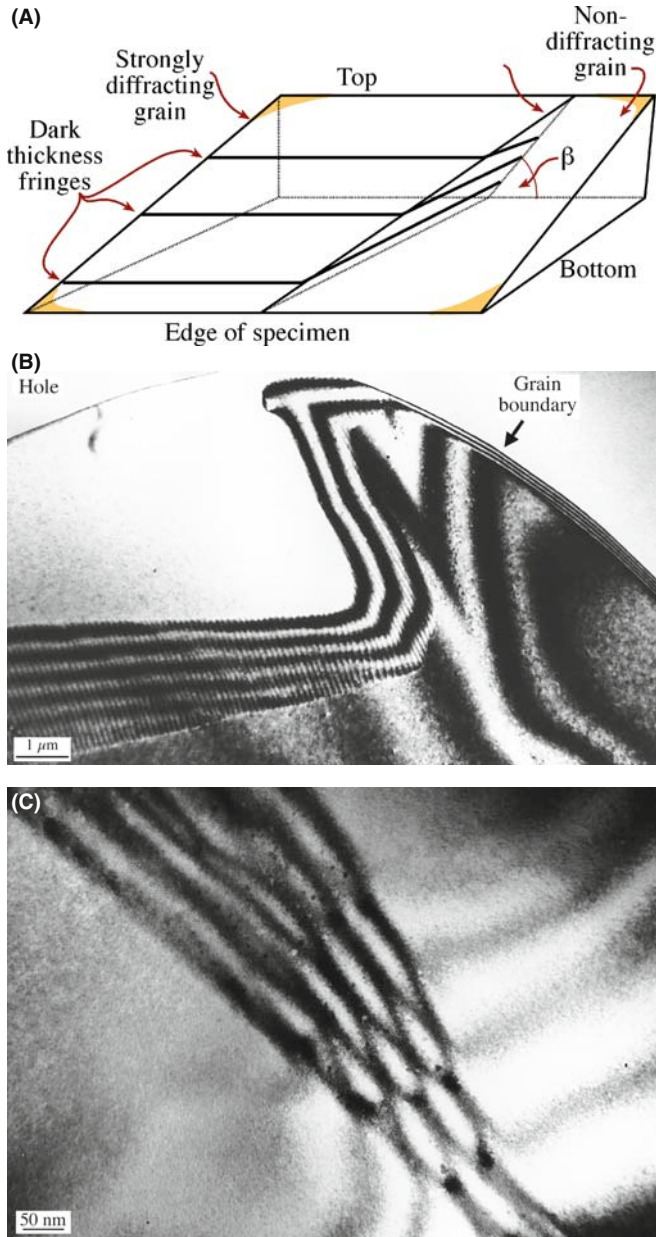 (A)
Strongly
diffracting
grain
Top
Non-
diffracting
grain
Dark
thickness
fringes
β
Bottom
Edge of specimen
(B)
Hole
Grain
boundary
1 μm
(C)
50 nm